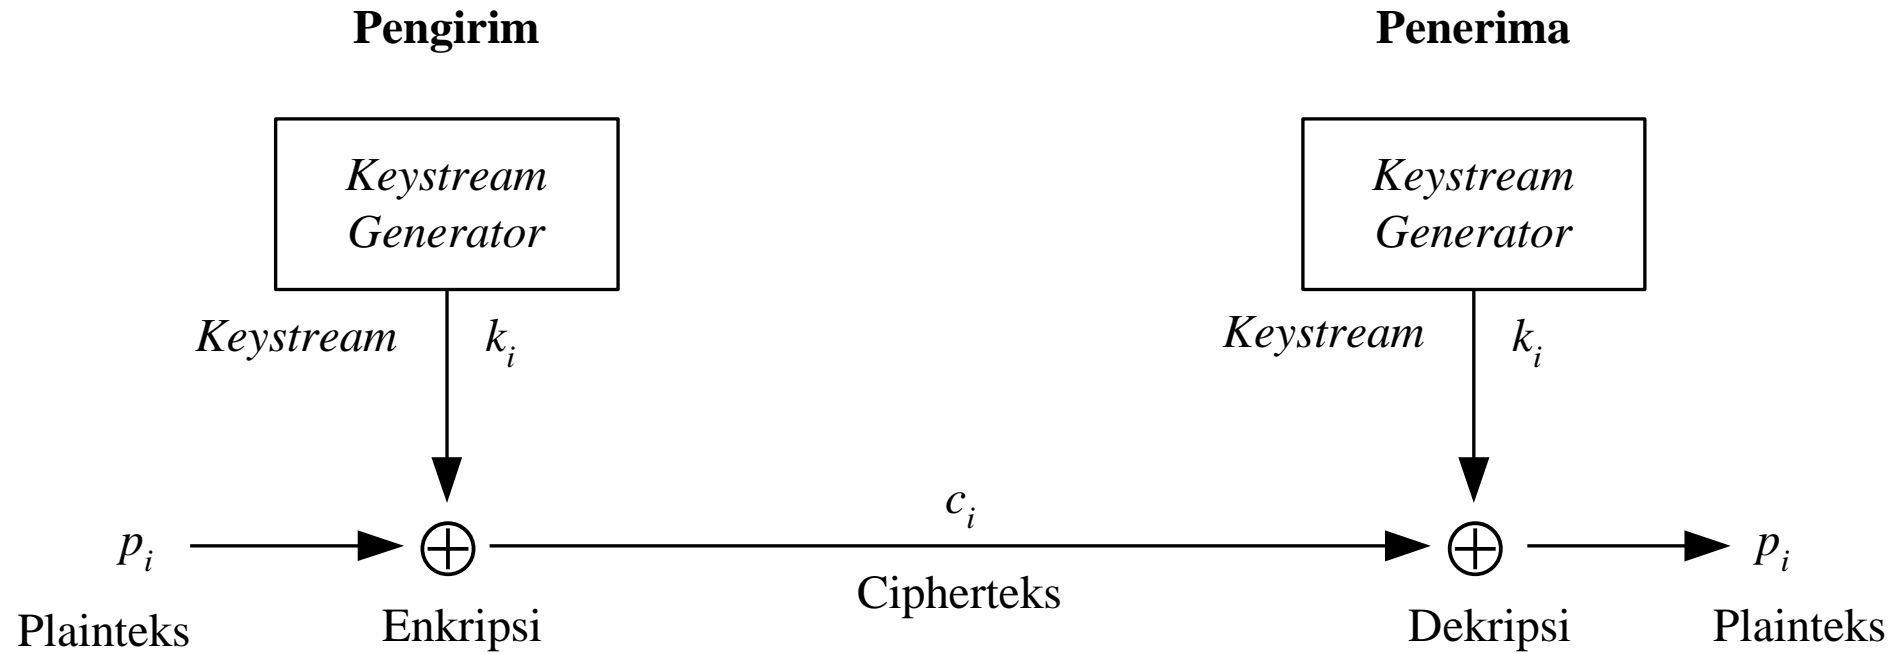 Pengirim
Penerima
Keystream
Generator
Keystream
Generator
Keystream
k_i
Keystream
k_i
c_i
p_i
⊕
⊕
p_i
Cipherteks
Plainteks
Enkripsi
Dekripsi
Plainteks